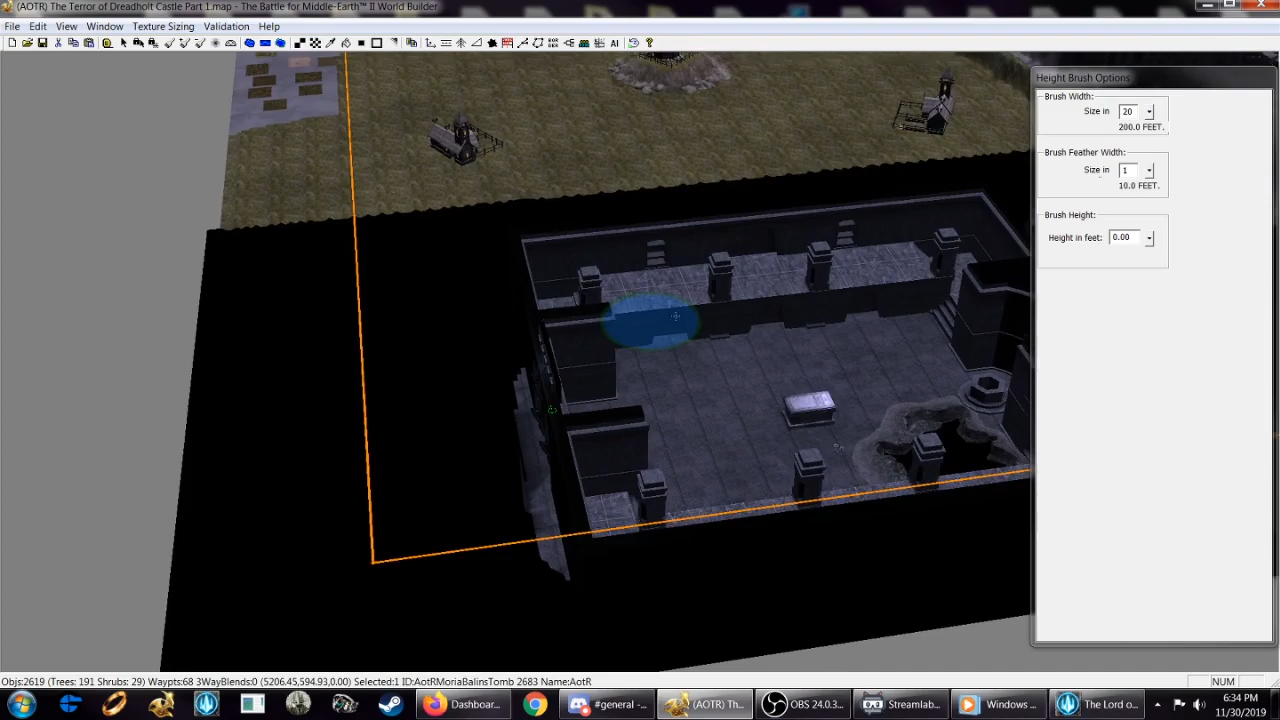 (AOTR) The Terror of Dreadholt Castle Part 1.map - The Battle for Middle-Earth™ II World Builder
File Edit View Window Texture Sizing Validation Help
AI
Height Brush Options
Brush Width:
Size in 20
200.0 FEET.
Brush Feather Width:
Size in 1
10.0 FEET.
Brush Height:
Height in feet: 0.00
Objs:2619 (Trees: 191 Shrubs: 29) Waypts:68 3WayBlends:0 (5206.45,594.93,0.00) Selected:1 ID:AotRMoriaBalinsTomb 2683 Name:AotR
NUM
Dashboar...
#general -...
(AOTR) Th...
OBS 24.0.3...
Streamlab...
Windows ...
The Lord o...
6:34 PM
11/30/2019